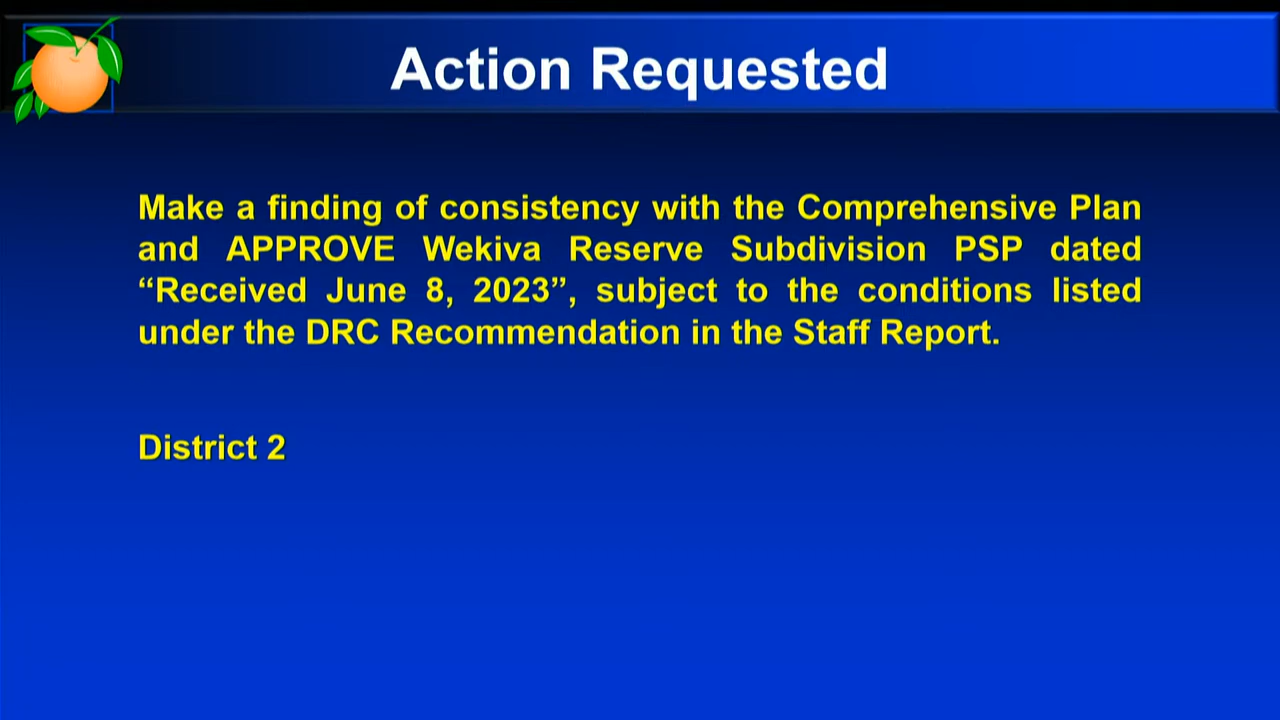 Action Requested
Make a finding of consistency with the Comprehensive Plan
and APPROVE Wekiva Reserve Subdivision PSP dated
“Received June 8, 2023”, subject to the conditions listed
under the DRC Recommendation in the Staff Report.
District 2